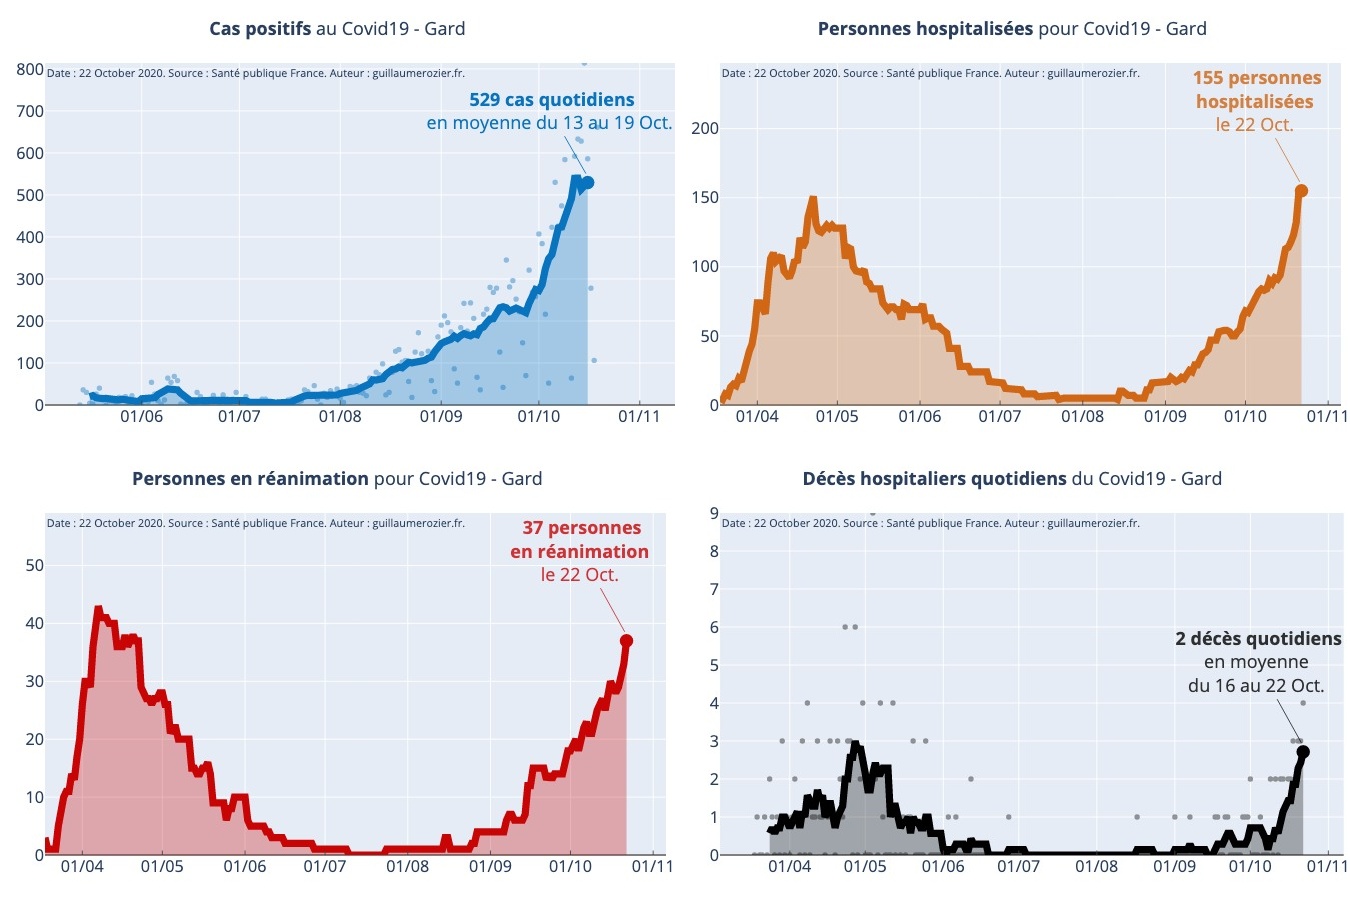 Cas positifs au Covid19 - Gard
Date : 22 October 2020. Source : Santé publique France. Auteur : guillaumerozier.fr.
529 cas quotidiens
en moyenne du 13 au 19 Oct.
800
700
600
500
400
300
200
100
0
01/06 01/07 01/08 01/09 01/10 01/11
Personnes hospitalisées pour Covid19 - Gard
Date : 22 October 2020. Source : Santé publique France. Auteur : guillaumerozier.fr.
155 personnes
hospitalisées
le 22 Oct.
200
150
100
50
0
01/04 01/05 01/06 01/07 01/08 01/09 01/10 01/11
Personnes en réanimation pour Covid19 - Gard
Date : 22 October 2020. Source : Santé publique France. Auteur : guillaumerozier.fr.
37 personnes
en réanimation
le 22 Oct.
50
40
30
20
10
0
01/04 01/05 01/06 01/07 01/08 01/09 01/10 01/11
Décès hospitaliers quotidiens du Covid19 - Gard
Date : 22 October 2020. Source : Santé publique France. Auteur : guillaumerozier.fr.
2 décès quotidiens
en moyenne
du 16 au 22 Oct.
9
8
7
6
5
4
3
2
1
0
01/04 01/05 01/06 01/07 01/08 01/09 01/10 01/11